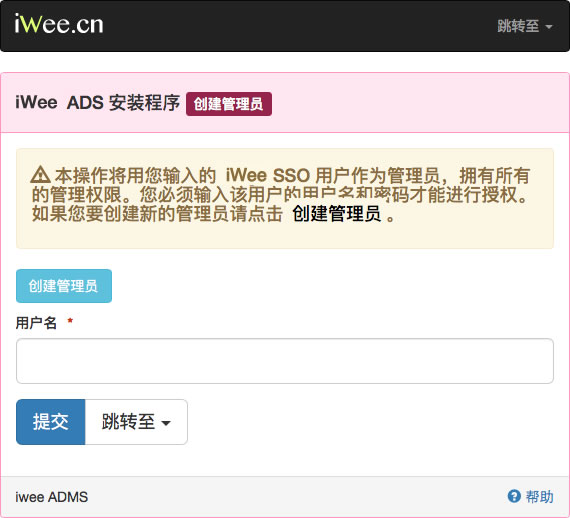 iWee.cn
跳转至
iWee ADS 安装程序 创建管理员
本操作将用您输入的 iWee SSO 用户作为管理员，拥有所有
的管理权限。您必须输入该用户的用户名和密码才能进行授权。
如果您要创建新的管理员请点击 创建管理员 。
创建管理员
用户名 *
提交 跳转至
iwee ADMS
帮助